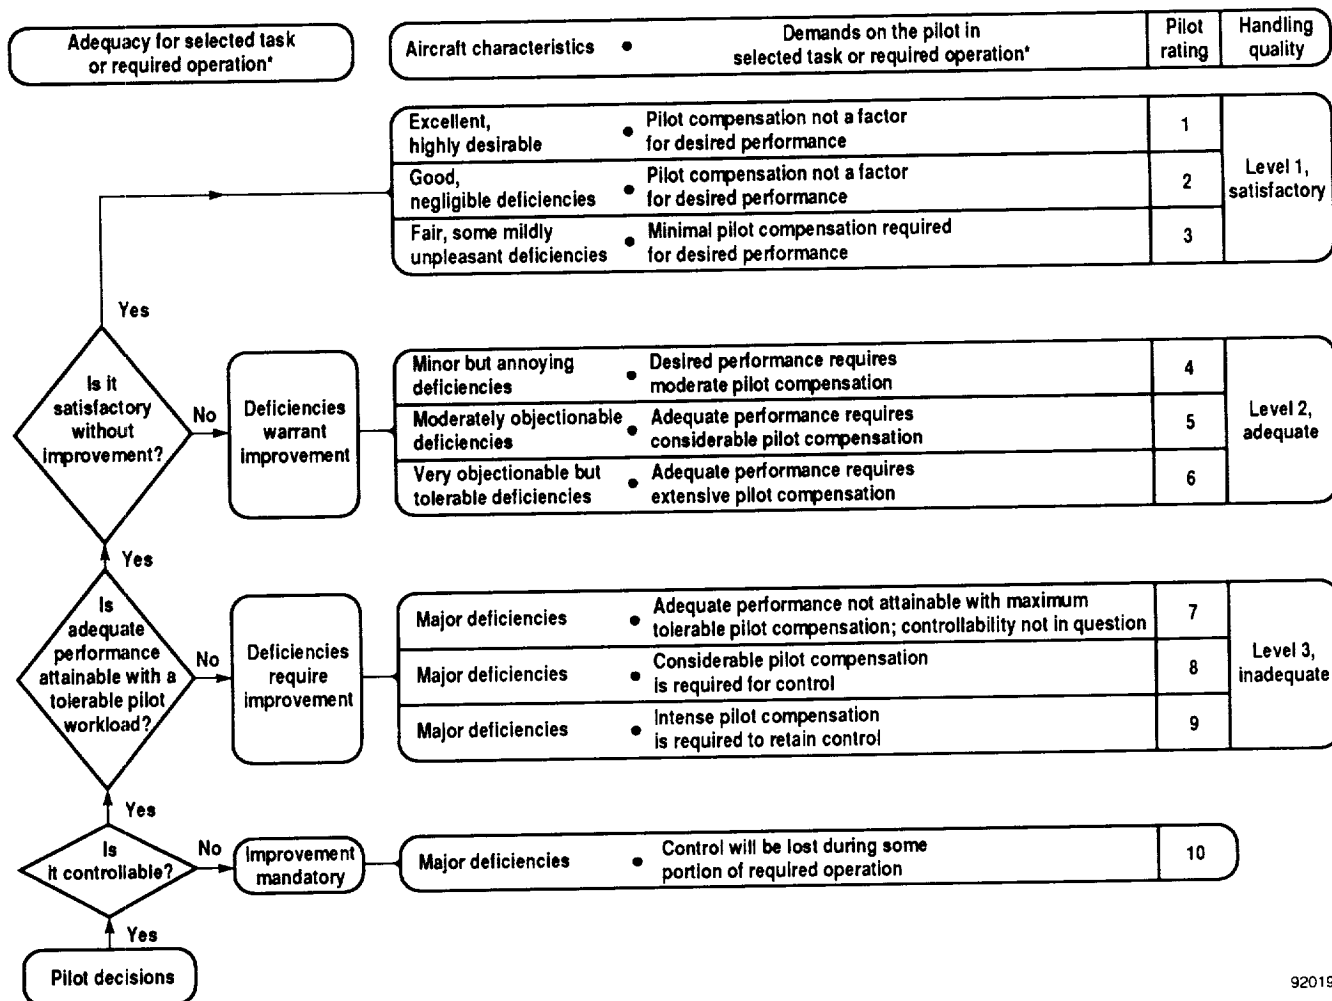 Adequacy for selected task
or required operation*
Aircraft characteristics •
Demands on the pilot in
selected task or required operation*
Pilot
rating
Handling
quality
Excellent,
highly desirable
• Pilot compensation not a factor
for desired performance
1
Good,
negligible deficiencies
• Pilot compensation not a factor
for desired performance
2
Fair, some mildly
unpleasant deficiencies
• Minimal pilot compensation required
for desired performance
3
Level 1,
satisfactory
Yes
Is it
satisfactory
without
improvement?
No
Deficiencies
warrant
improvement
Minor but annoying
deficiencies
• Desired performance requires
moderate pilot compensation
4
Moderately objectionable
deficiencies
• Adequate performance requires
considerable pilot compensation
5
Very objectionable but
tolerable deficiencies
• Adequate performance requires
extensive pilot compensation
6
Level 2,
adequate
Yes
Is
adequate
performance
attainable with a
tolerable pilot
workload?
No
Deficiencies
require
improvement
Major deficiencies
• Adequate performance not attainable with maximum
tolerable pilot compensation; controllability not in question
7
Major deficiencies
• Considerable pilot compensation
is required for control
8
Major deficiencies
• Intense pilot compensation
is required to retain control
9
Level 3,
inadequate
Yes
Is
it controllable?
No
Improvement
mandatory
Major deficiencies
• Control will be lost during some
portion of required operation
10
Yes
Pilot decisions
92019